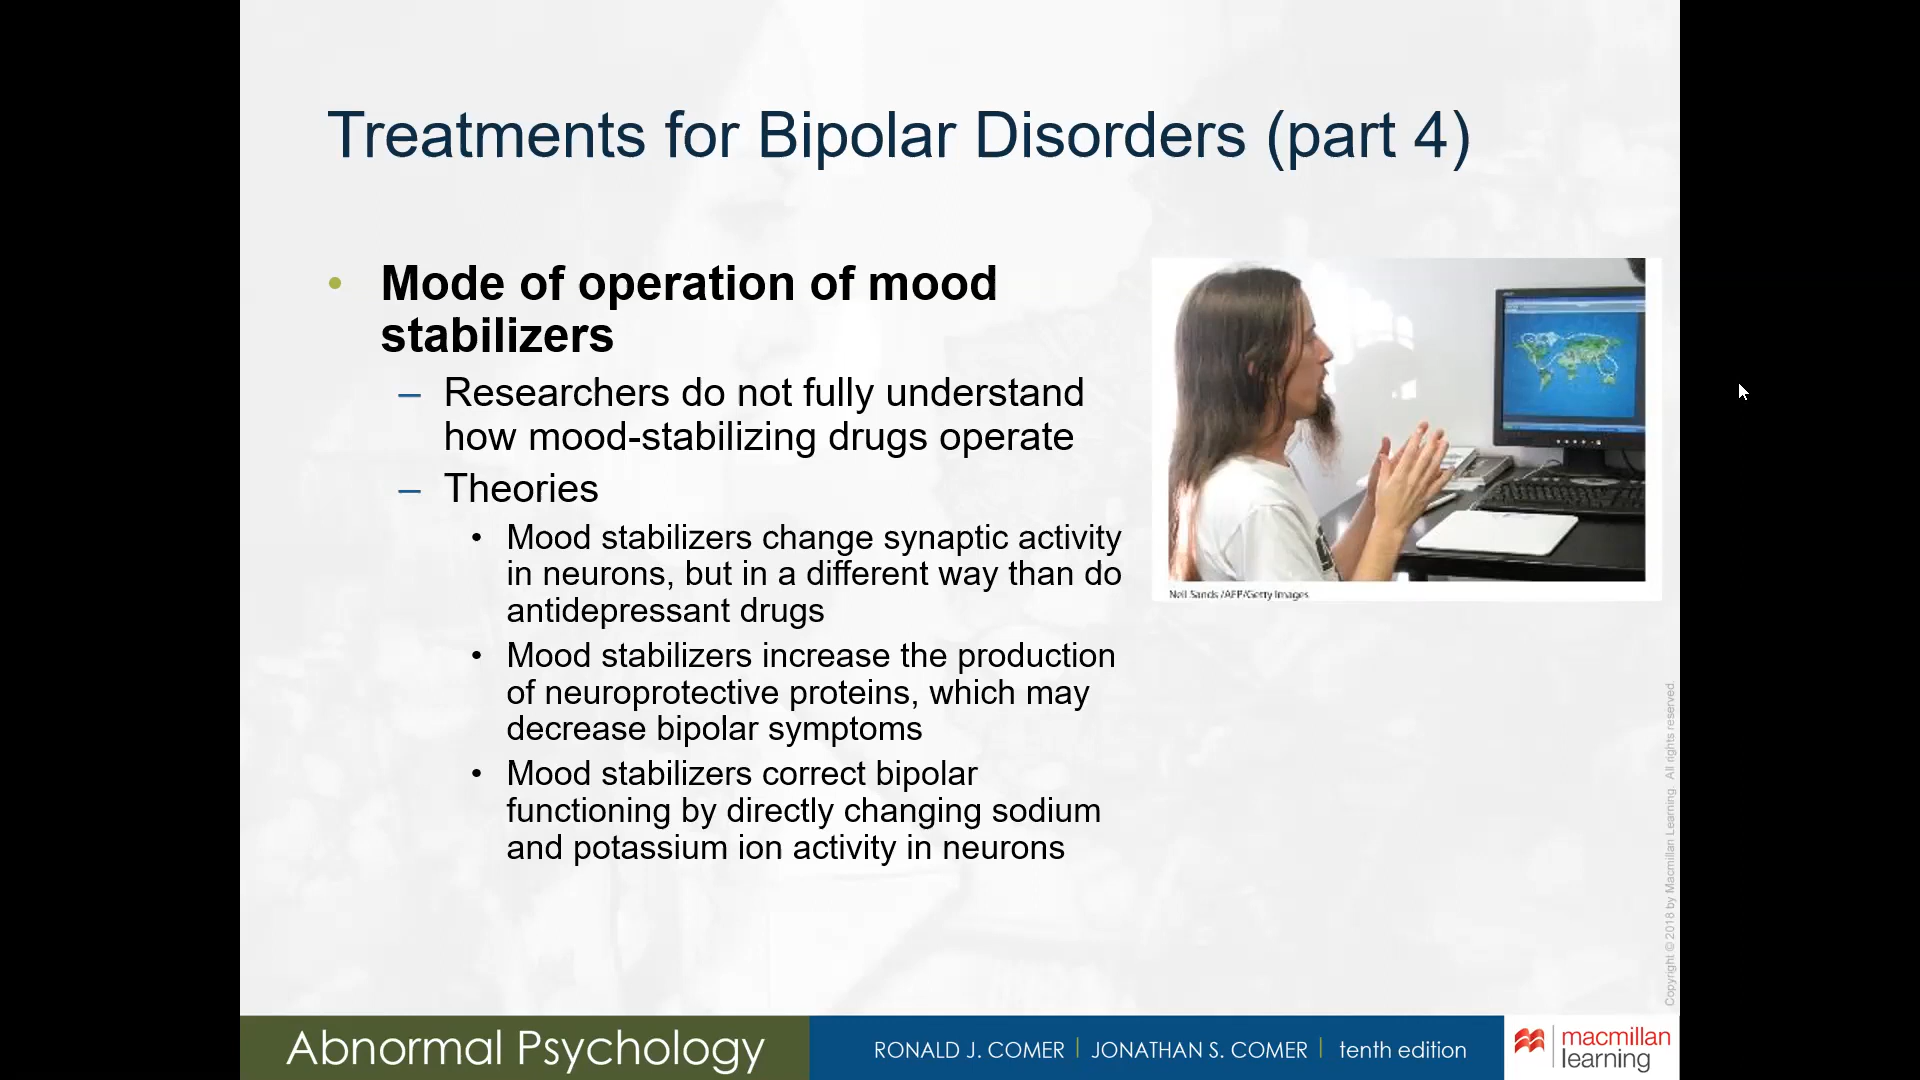 Treatments for Bipolar Disorders (part 4)
• Mode of operation of mood
stabilizers
– Researchers do not fully understand
how mood-stabilizing drugs operate
– Theories
• Mood stabilizers change synaptic activity
in neurons, but in a different way than do
antidepressant drugs
• Mood stabilizers increase the production
of neuroprotective proteins, which may
decrease bipolar symptoms
• Mood stabilizers correct bipolar
functioning by directly changing sodium
and potassium ion activity in neurons
Neil Sands /AFP/Getty Images
Copyright © 2018 by Macmillan Learning. All rights reserved.
Abnormal Psychology
RONALD J. COMER | JONATHAN S. COMER | tenth edition
macmillan
learning